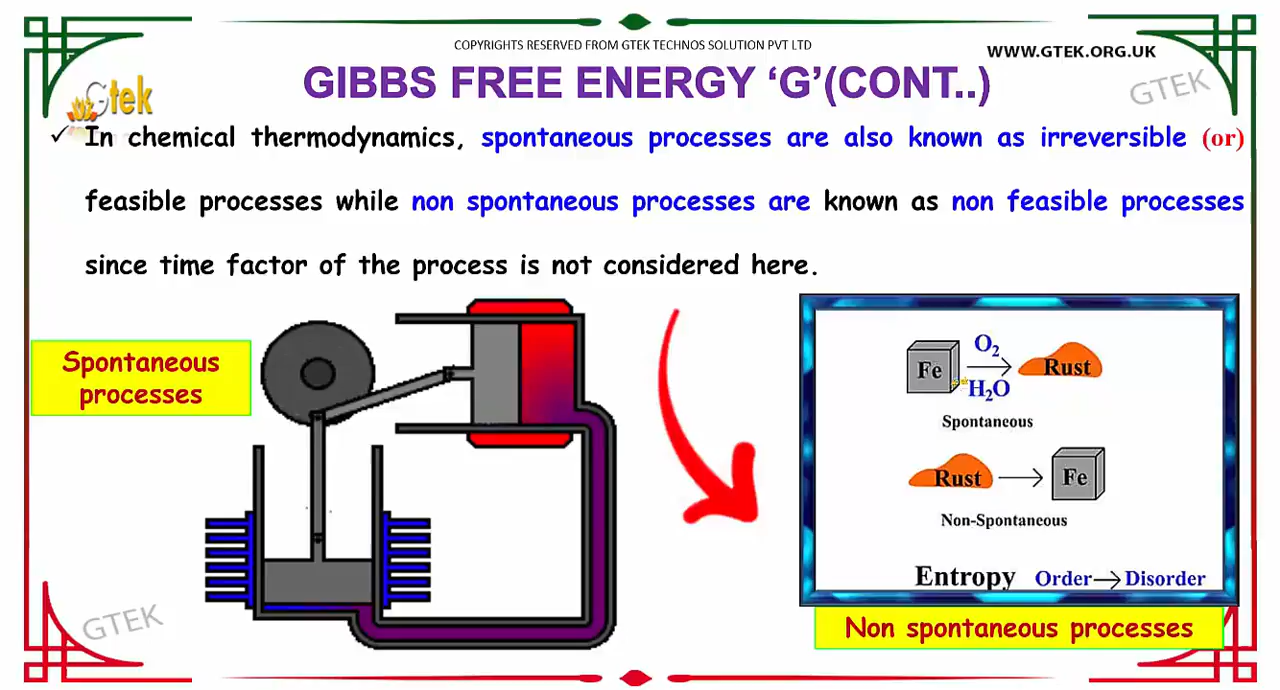 COPYRIGHTS RESERVED FROM GTEK TECHNOS SOLUTION PVT LTD
WWW.GTEK.ORG.UK
GIBBS FREE ENERGY ‘G’(CONT..)
GTEK
Gtek
✓ In chemical thermodynamics, spontaneous processes are also known as irreversible (or)
feasible processes while non spontaneous processes are known as non feasible processes
since time factor of the process is not considered here.
Spontaneous
processes
Fe
O₂
H₂O
Rust
Spontaneous
Rust
Fe
Non-Spontaneous
Entropy Order→Disorder
Non spontaneous processes
GTEK